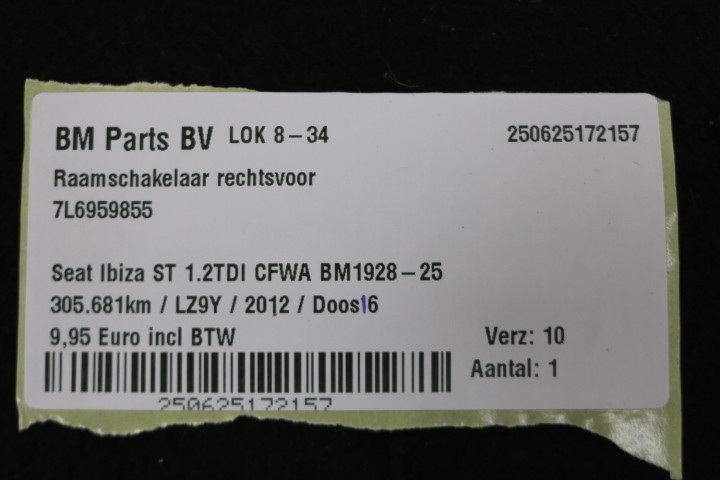 BM Parts BV LOK 8-34 250625172157
Raamschakelaar rechtsvoor
7L6959855
Seat Ibiza ST 1.2TDI CFWA BM1928-25
305.681km / LZ9Y / 2012 / Doos16
9,95 Euro incl BTW Verz: 10
Aantal: 1
250625172157